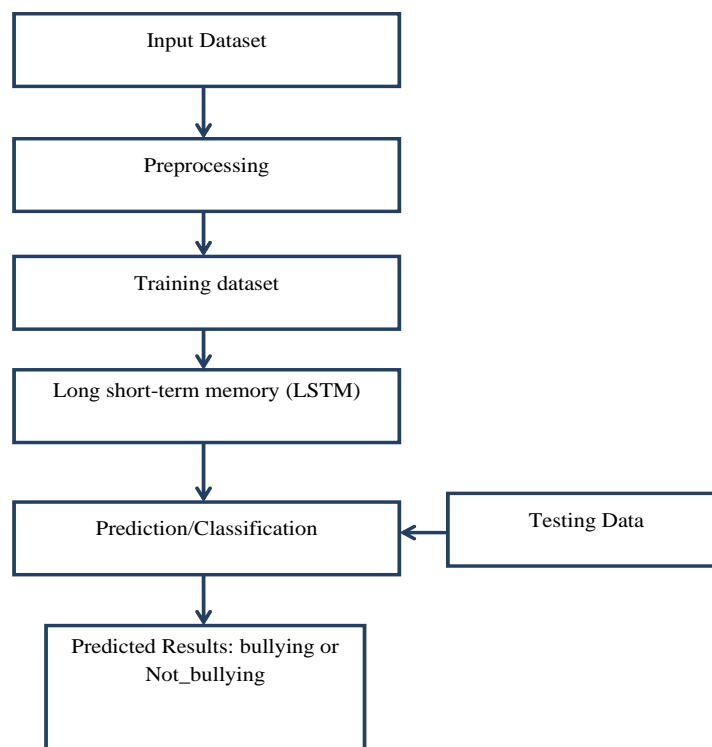 Input Dataset
Preprocessing
Training dataset
Long short-term memory (LSTM)
Prediction/Classification
Testing Data
Predicted Results: bullying or
Not_bullying